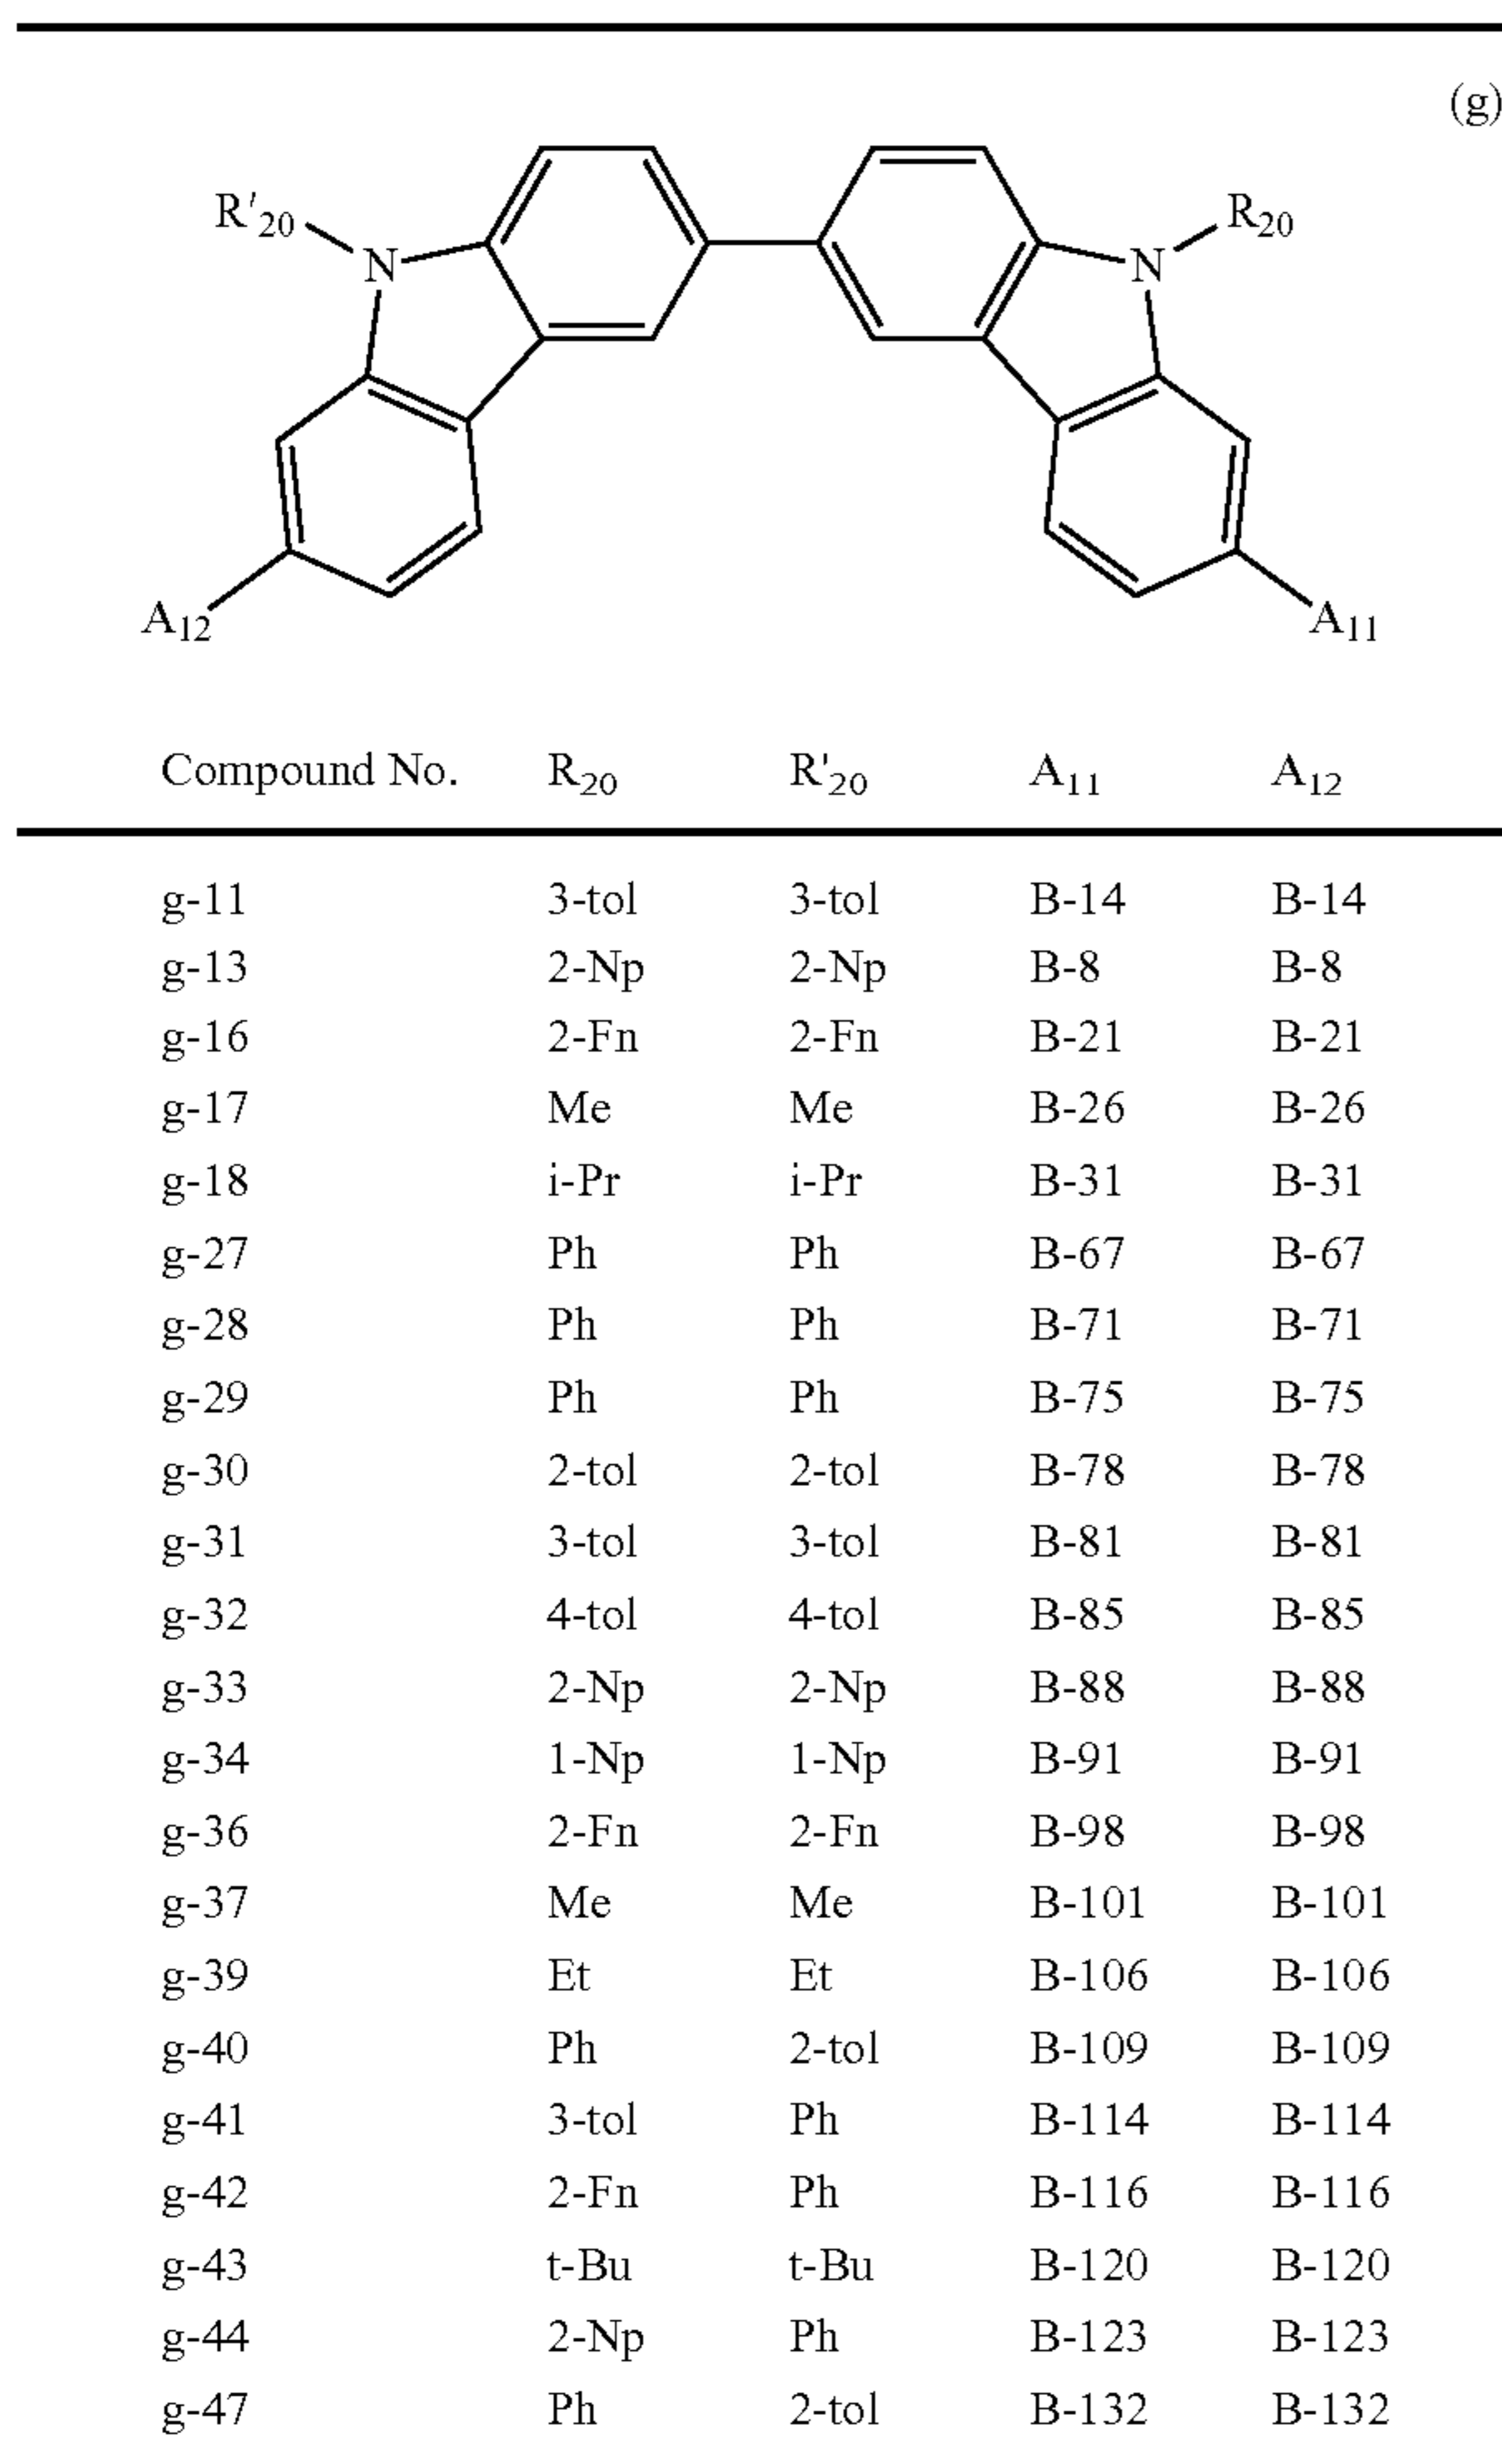 (g)
R'20 R20
N N
A12 A11
Compound No. R20 R'20 A11 A12
g-11 3-tol 3-tol B-14 B-14
g-13 2-Np 2-Np B-8 B-8
g-16 2-Fn 2-Fn B-21 B-21
g-17 Me Me B-26 B-26
g-18 i-Pr i-Pr B-31 B-31
g-27 Ph Ph B-67 B-67
g-28 Ph Ph B-71 B-71
g-29 Ph Ph B-75 B-75
g-30 2-tol 2-tol B-78 B-78
g-31 3-tol 3-tol B-81 B-81
g-32 4-tol 4-tol B-85 B-85
g-33 2-Np 2-Np B-88 B-88
g-34 1-Np 1-Np B-91 B-91
g-36 2-Fn 2-Fn B-98 B-98
g-37 Me Me B-101 B-101
g-39 Et Et B-106 B-106
g-40 Ph 2-tol B-109 B-109
g-41 3-tol Ph B-114 B-114
g-42 2-Fn Ph B-116 B-116
g-43 t-Bu t-Bu B-120 B-120
g-44 2-Np Ph B-123 B-123
g-47 Ph 2-tol B-132 B-132